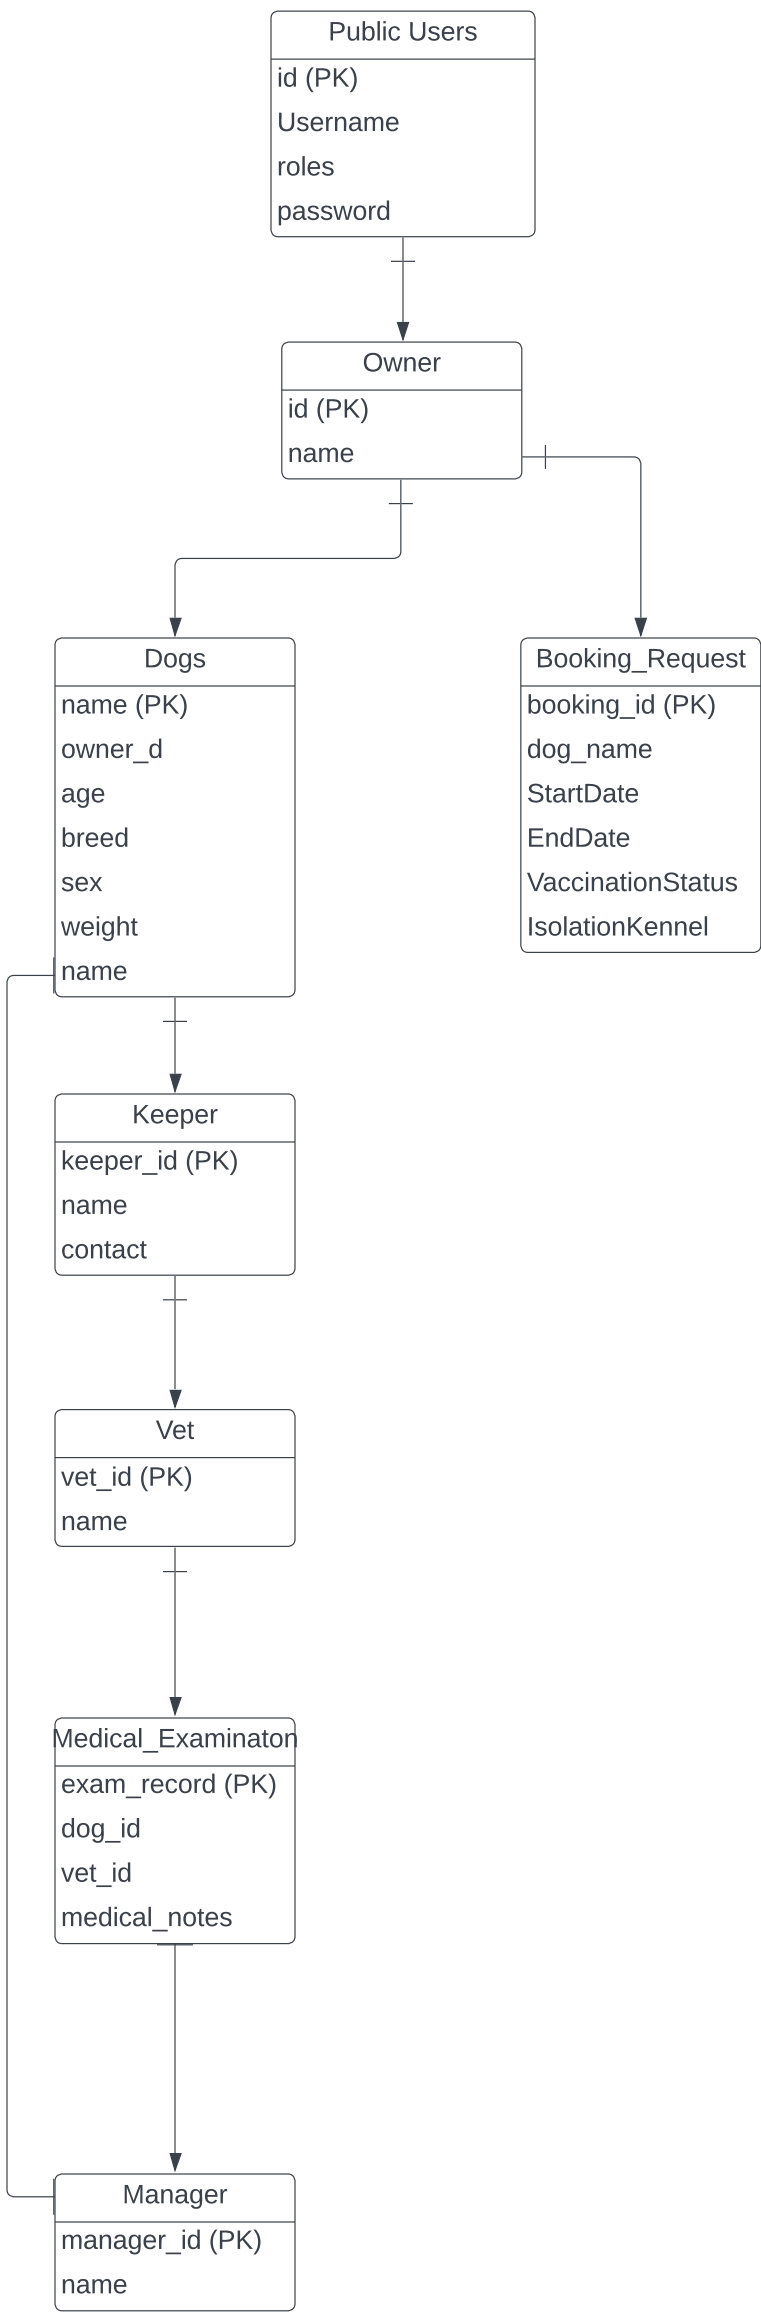 Public Users
id (PK)
Username
roles
password
Owner
id (PK)
name
Dogs
name (PK)
owner_d
age
breed
sex
weight
name
Booking_Request
booking_id (PK)
dog_name
StartDate
EndDate
VaccinationStatus
IsolationKennel
Keeper
keeper_id (PK)
name
contact
Vet
vet_id (PK)
name
Medical_Examinaton
exam_record (PK)
dog_id
vet_id
medical_notes
Manager
manager_id (PK)
name